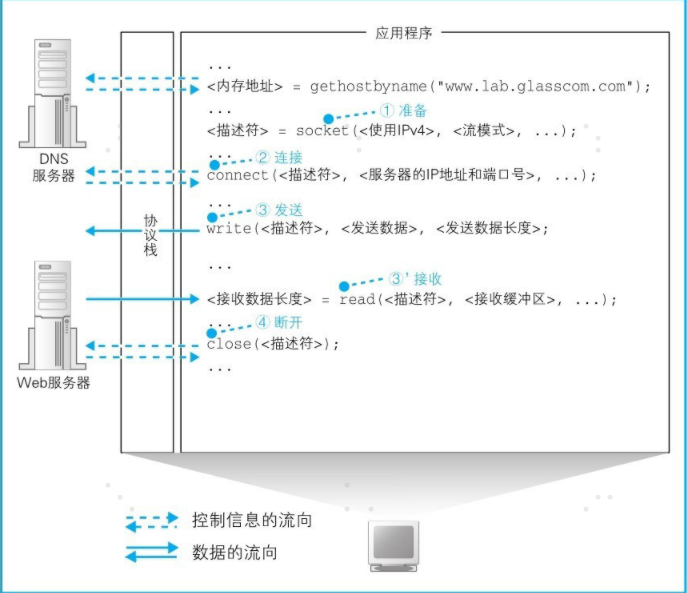 应用程序
...
<内存地址> = gethostbyname("www.lab.glasscom.com");
...
① 准备
<描述符> = socket(<使用IPv4>, <流模式>, ...);
...
② 连接
connect(<描述符>, <服务器的IP地址和端口号>, ...);
...
③ 发送
write(<描述符>, <发送数据>, <发送数据长度>;
...
③' 接收
<接收数据长度> = read(<描述符>, <接收缓冲区>, ...);
...
④ 断开
close(<描述符>);
...
DNS
服务器
协议栈
Web服务器
控制信息的流向
数据的流向